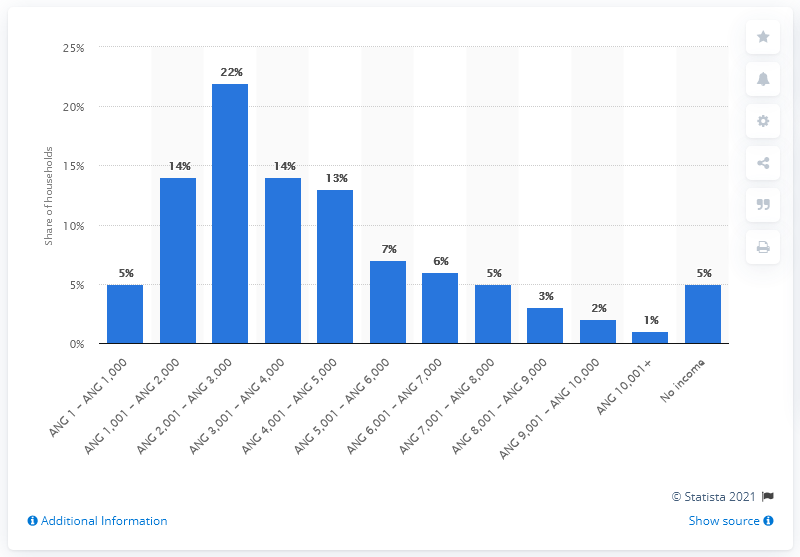 25%
20%
15%
10%
5%
0%
Share of households
5%
14%
22%
14%
13%
7%
6%
5%
3%
2%
1%
5%
ANG 1 – ANG 1,000
ANG 1,001 – ANG 2,000
ANG 2,001 – ANG 3,000
ANG 3,001 – ANG 4,000
ANG 4,001 – ANG 5,000
ANG 5,001 – ANG 6,000
ANG 6,001 – ANG 7,000
ANG 7,001 – ANG 8,000
ANG 8,001 – ANG 9,000
ANG 9,001 – ANG 10,000
ANG 10,001+
No income
© Statista 2021
Additional Information
Show source